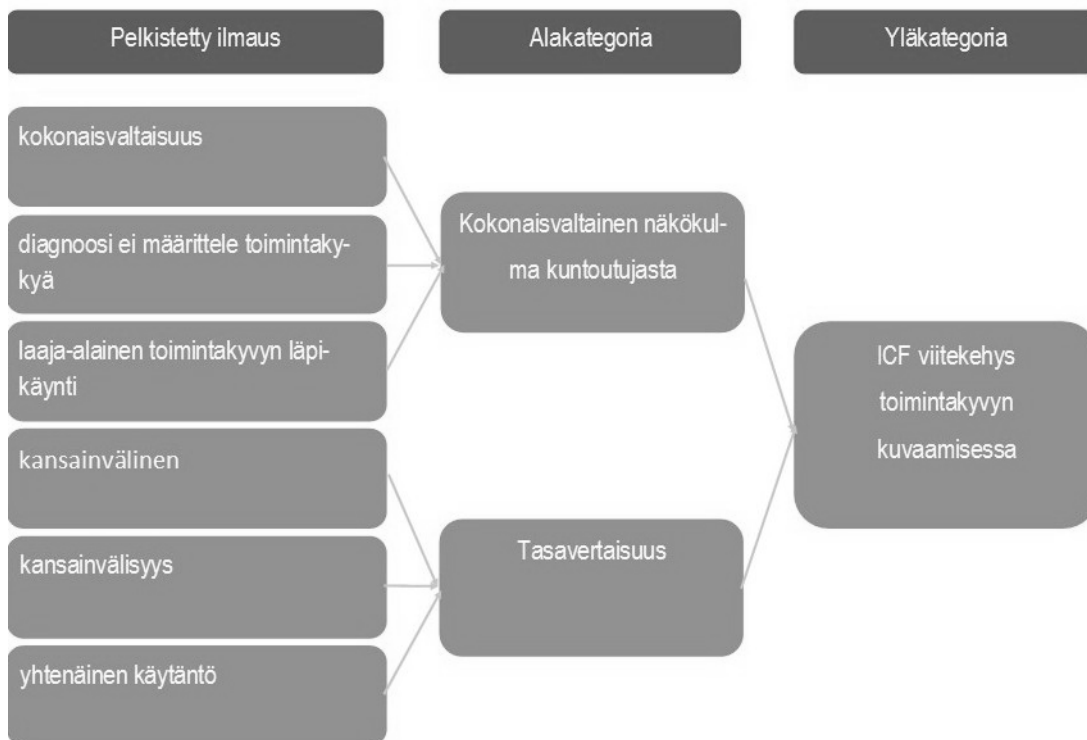 Pelkistetty ilmaus
Alakategoria
Yläkategoria
kokonaisvaltaisuus
diagnoosi ei määrittele toimintaky-
kyä
laaja-alainen toimintakyvyn läpi-
käynti
kansainvälinen
kansainvälisyys
yhtenäinen käytäntö
Kokonaisvaltainen näkökul-
ma kuntoutujasta
Tasavertaisuus
ICF viitekehys
toimintakyvyn
kuvaamisessa